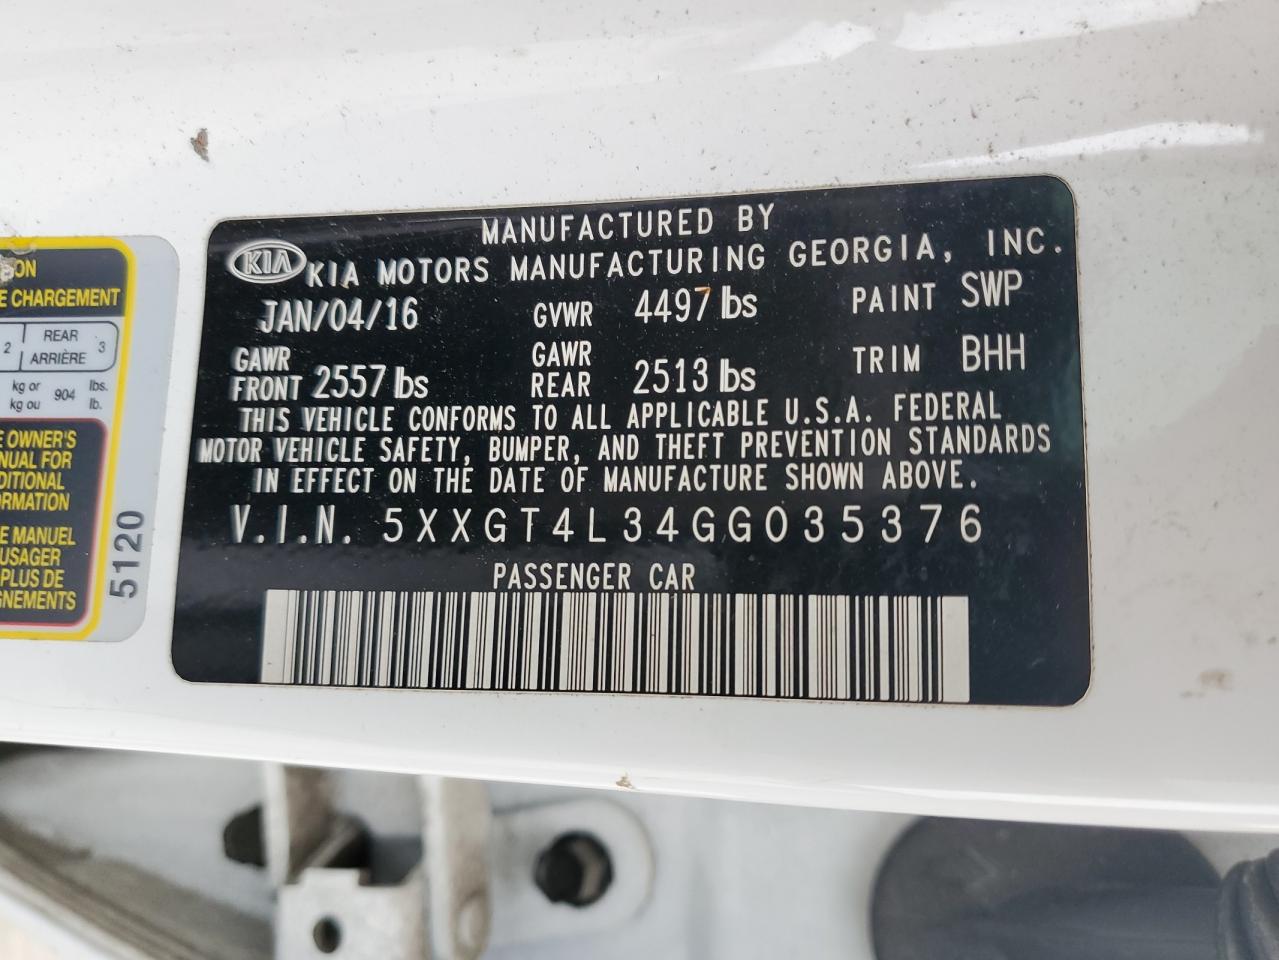 ION
E CHARGEMENT
2 REAR ARRIÈRE 3
kg or 904 lbs.
kg ou lb.
E OWNER'S
NUAL FOR
DITIONAL
ORMATION
E MANUEL
USAGER
PLUS DE
GNEMENTS
5120
MANUFACTURED BY
KIA KIA MOTORS MANUFACTURING GEORGIA, INC.
JAN/04/16 GVWR 4497 lbs PAINT SWP
GAWR FRONT 2557 lbs GAWR REAR 2513 lbs TRIM BHH
THIS VEHICLE CONFORMS TO ALL APPLICABLE U.S.A. FEDERAL
MOTOR VEHICLE SAFETY, BUMPER, AND THEFT PREVENTION STANDARDS
IN EFFECT ON THE DATE OF MANUFACTURE SHOWN ABOVE.
V.I.N. 5XXGT4L34GG035376
PASSENGER CAR